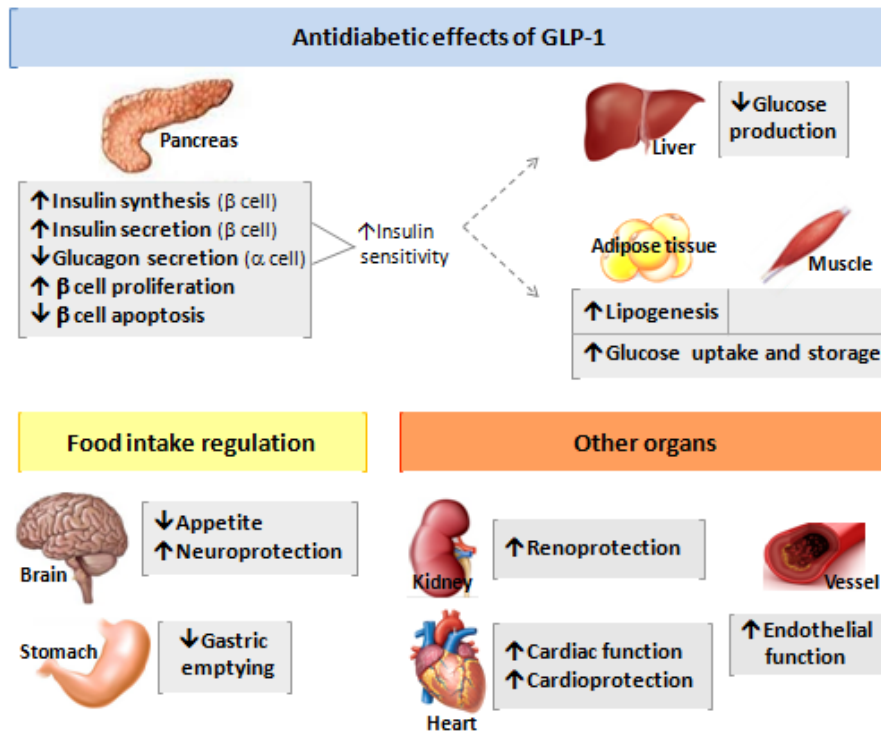 Antidiabetic effects of GLP-1
Pancreas
↑Insulin synthesis (β cell)
↑Insulin secretion (β cell)
↓Glucagon secretion (α cell)
↑ β cell proliferation
↓ β cell apoptosis
↑Insulin
sensitivity
Liver
↓Glucose
production
Adipose tissue
Muscle
↑Lipogenesis
↑Glucose uptake and storage
Food intake regulation
Brain
↓Appetite
↑Neuroprotection
Stomach
↓Gastric
emptying
Other organs
Kidney
↑Renoprotection
Vessel
↑Endothelial
function
Heart
↑Cardiac function
↑Cardioprotection